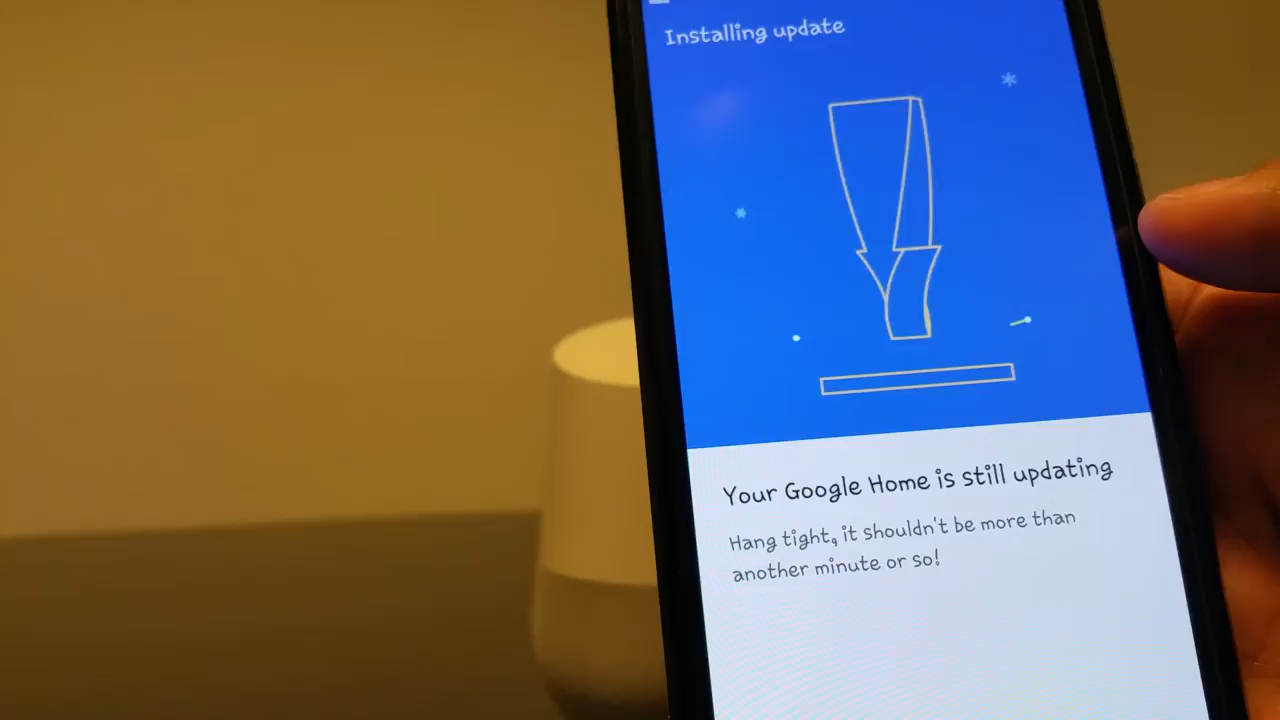 Installing update
Your Google Home is still updating
Hang tight, it shouldn't be more than
another minute or so!